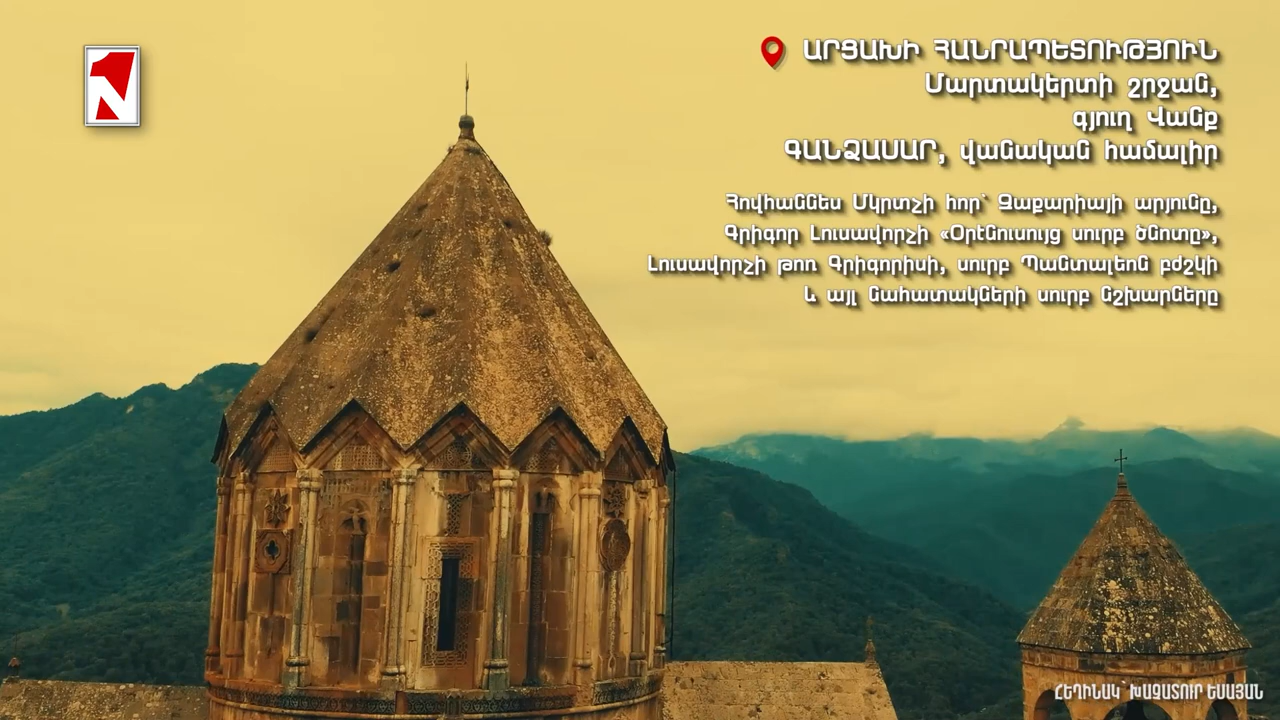 ԱՐՑԱԽԻ ՀԱՆՐԱՊԵՏՈՒԹՅՈՒՆ
Մարտակերտի շրջան,
գյուղ Վանք
ԳԱՆՁԱՍԱՐ, վանական համալիր
Հովհաննես Մկրտչի հոր՝ Զաքարիայի արյունը,
Գրիգոր Լուսավորչի «Օրէնուսույց սուրբ ծնոտը»,
Լուսավորչի թոռ Գրիգորիսի, սուրբ Պանտալեոն բժշկի
և այլ նահատակների սուրբ նշխարները
ՀԵՂԻՆԱԿ՝ ԽԱՉԱՏՈՒՐ ԵՍԱՅԱՆ